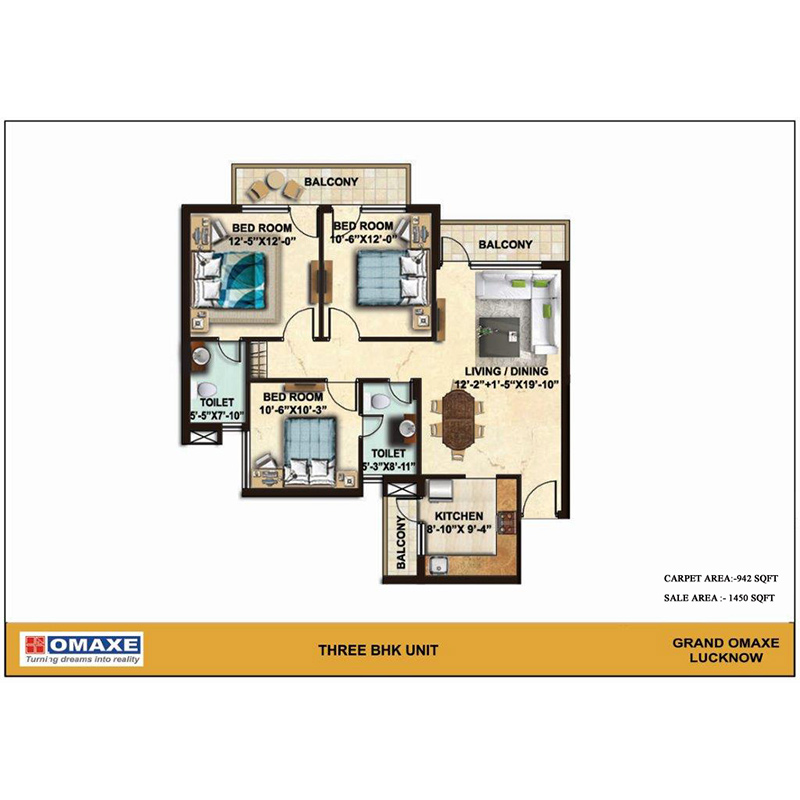 BALCONY
BED ROOM
12'-5"X12'-0"
BED ROOM
10'-6"X12'-0"
BALCONY
LIVING / DINING
12'-2"+1'-5"X19'-10"
TOILET
5'-5"X7'-10"
BED ROOM
10'-6"X10'-3"
TOILET
5'-3"X8'-11"
KITCHEN
8'-10"X 9'-4"
BALCONY
CARPET AREA:-942 SQFT
SALE AREA :- 1450 SQFT
OMAXE
Turning dreams into reality
THREE BHK UNIT
GRAND OMAXE
LUCKNOW